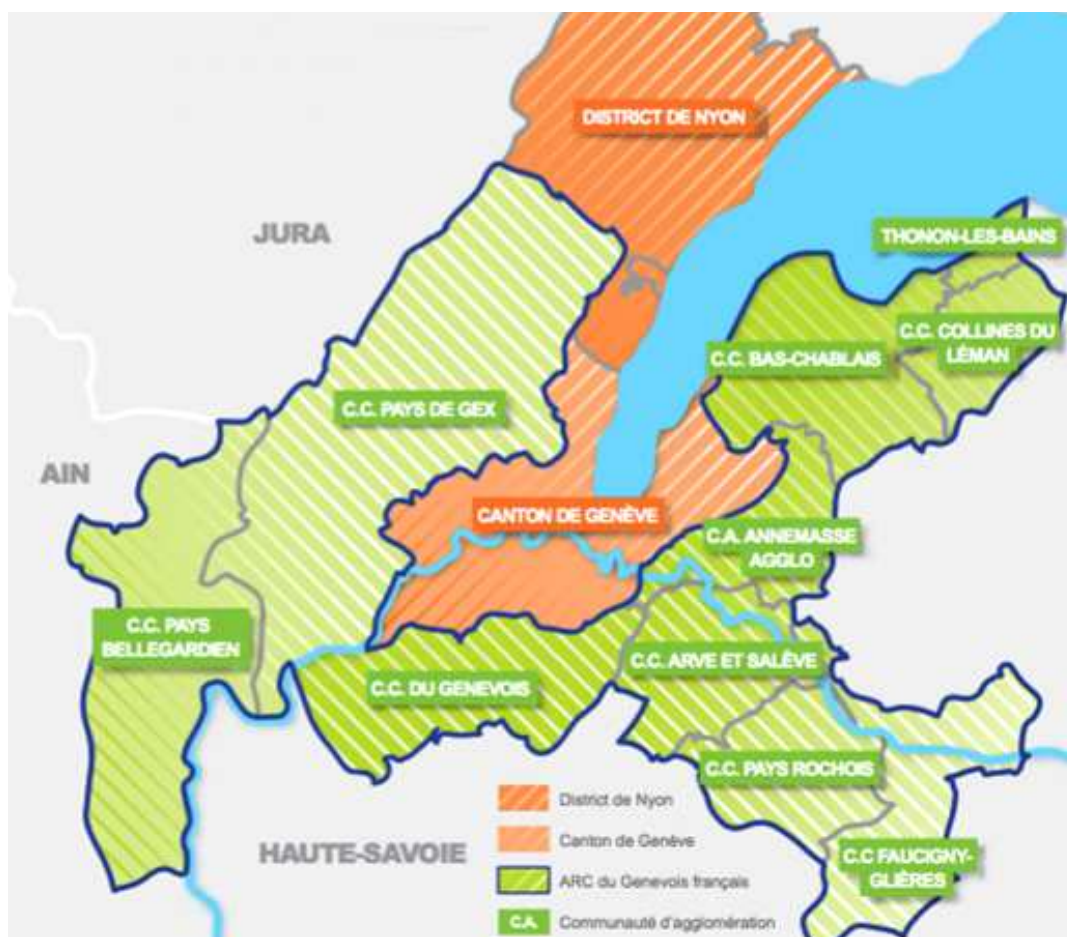 DISTRICT DE NYON
JURA
THONON-LES-BAINS
C.C. COLLINES DU
LÉMAN
C.C. BAS-CHABLAIS
C.C. PAYS DE GEX
AIN
CANTON DE GENÈVE
C.A. ANNEMASSE
AGGLO
C.C. PAYS
BELLEGARDIEN
C.C. ARVE ET SALÈVE
C.C. DU GENEVOIS
C.C. PAYS ROCHOIS
HAUTE-SAVOIE
C.C FAUCIGNY-
GLIÈRES
District de Nyon
Canton de Genève
ARC du Genevois français
C.A. Communauté d'agglomération